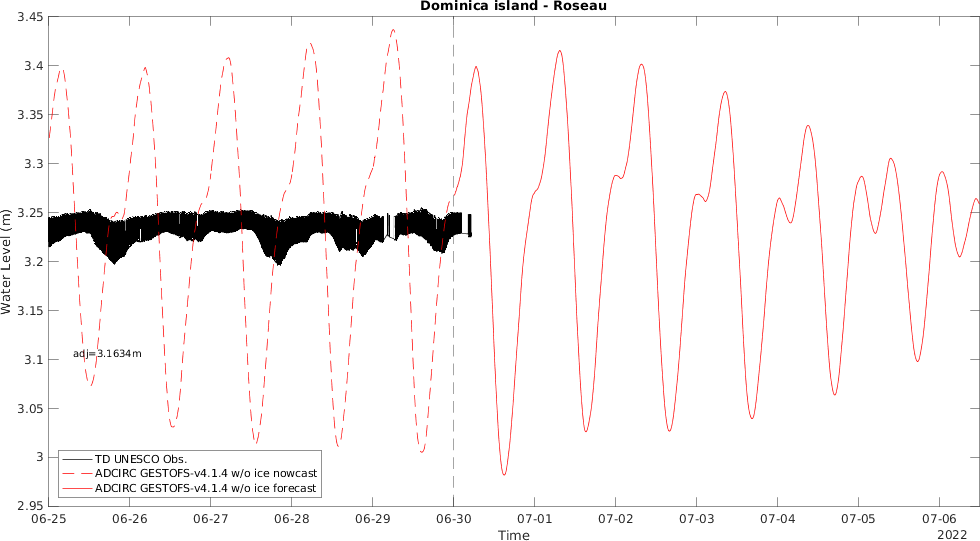 Dominica island - Roseau
3.45
3.4
3.35
3.3
3.25
3.2
3.15
3.1
3.05
3
2.95
Water Level (m)
adj=3.1634m
TD UNESCO Obs.
ADCIRC GESTOFS-v4.1.4 w/o ice nowcast
ADCIRC GESTOFS-v4.1.4 w/o ice forecast
06-25 06-26 06-27 06-28 06-29 06-30 07-01 07-02 07-03 07-04 07-05 07-06
Time
2022